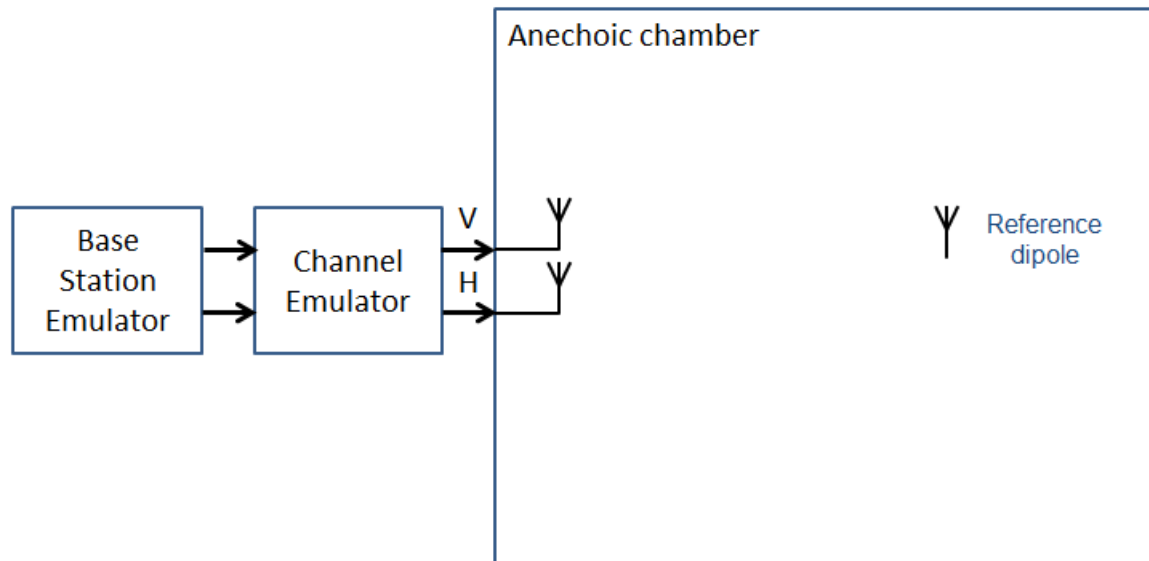 Anechoic chamber
Base
Station
Emulator
Channel
Emulator
V
H
Reference
dipole